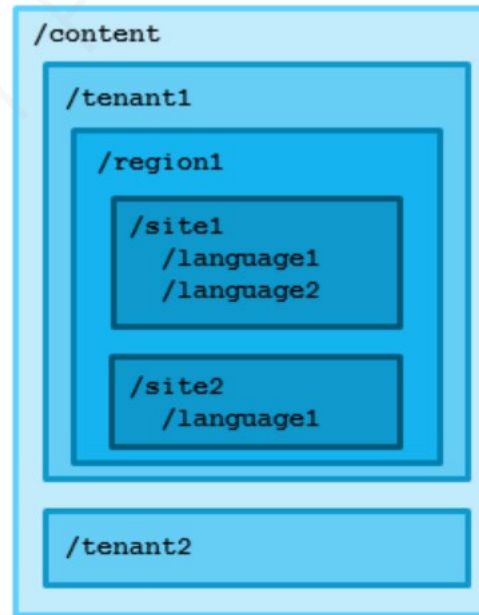 /content
/tenant1
/region1
/site1
/language1
/language2
/site2
/language1
/tenant2